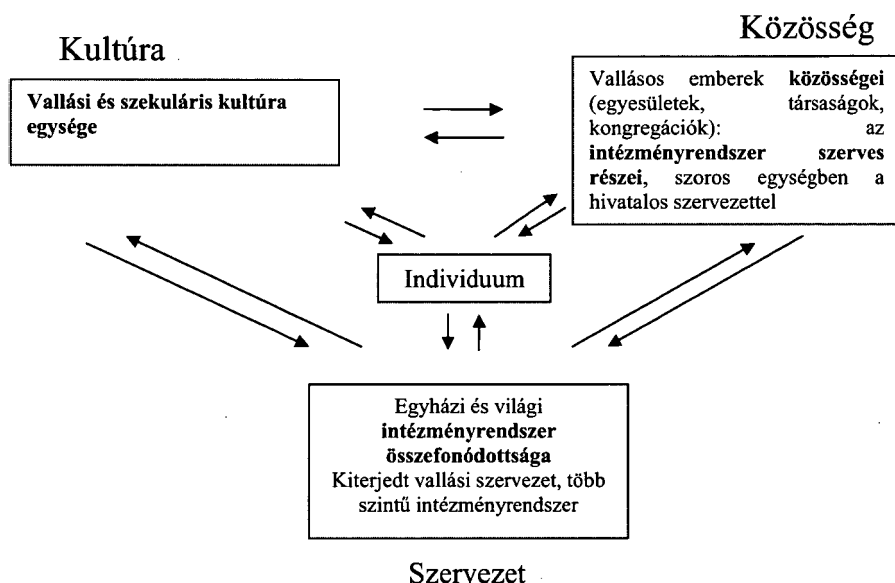 Kultúra
Vallási és szekuláris kultúra
egysége
Közösség
Vallásos emberek közösségei
(egyesületek, társaságok,
kongregációk): az
intézményrendszer szerves
részei, szoros egységben a
hivatalos szervezettel
Individuum
Egyházi és világi
intézményrendszer
összefonódottsága
Kiterjedt vallási szervezet, több
szintű intézményrendszer
Szervezet